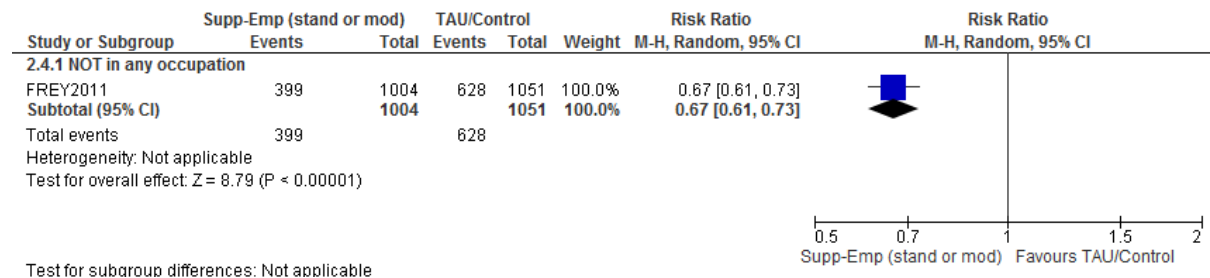 Supp-Emp (stand or mod) TAU/Control Risk Ratio Risk Ratio
Study or Subgroup Events Total Events Total Weight M-H, Random, 95% CI M-H, Random, 95% CI
2.4.1 NOT in any occupation
FREY2011 399 1004 628 1051 100.0% 0.67 [0.61, 0.73]
Subtotal (95% CI) 1004 1051 100.0% 0.67 [0.61, 0.73]
Total events 399 628
Heterogeneity: Not applicable
Test for overall effect: Z = 8.79 (P < 0.00001)
0.5 0.7 1 1.5 2
Supp-Emp (stand or mod) Favours TAU/Control
Test for subgroup differences: Not applicable